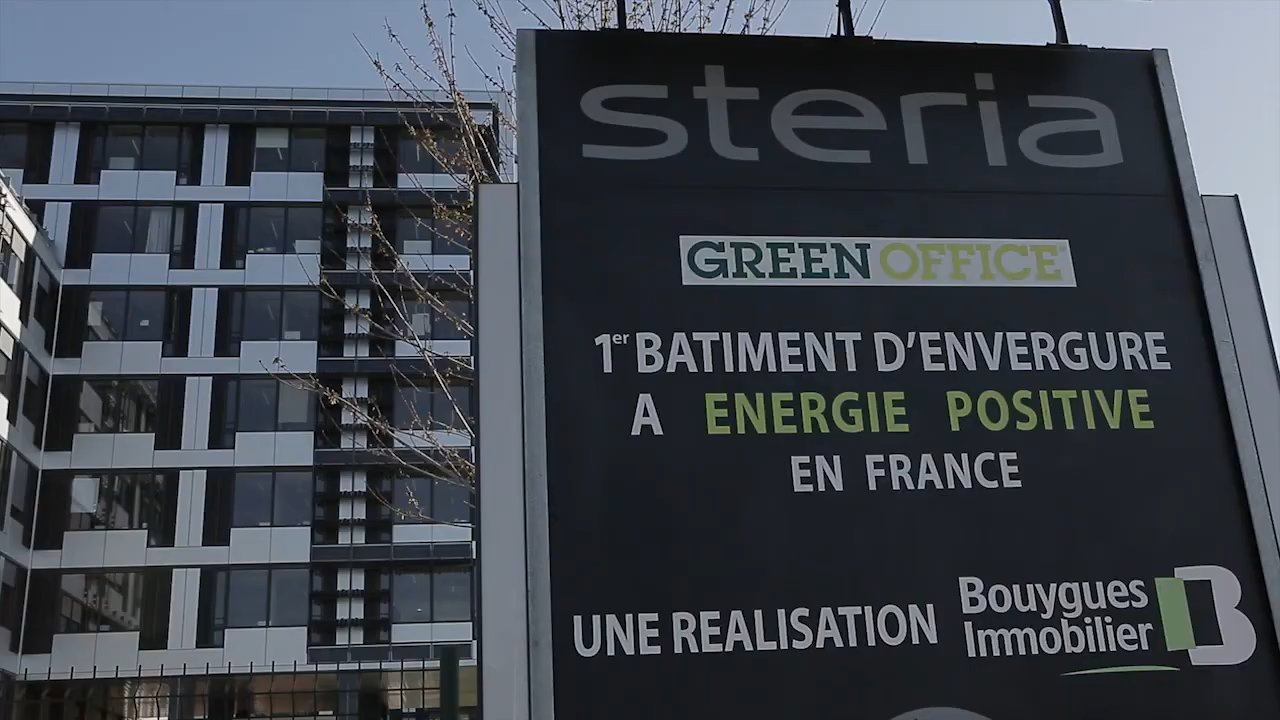 steria
GREEN OFFICE
1er BATIMENT D'ENVERGURE
A ENERGIE POSITIVE
EN FRANCE
UNE REALISATION
Bouygues
Immobilier